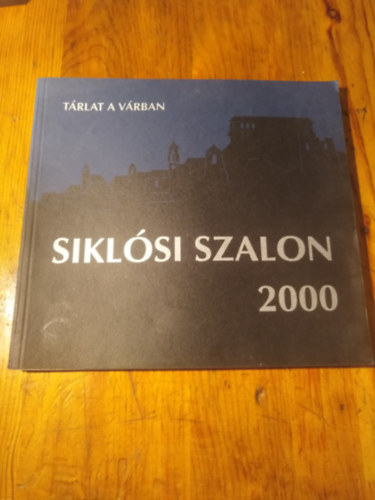 TÁRLAT A VÁRBAN
SIKLÓSI SZALON
2000